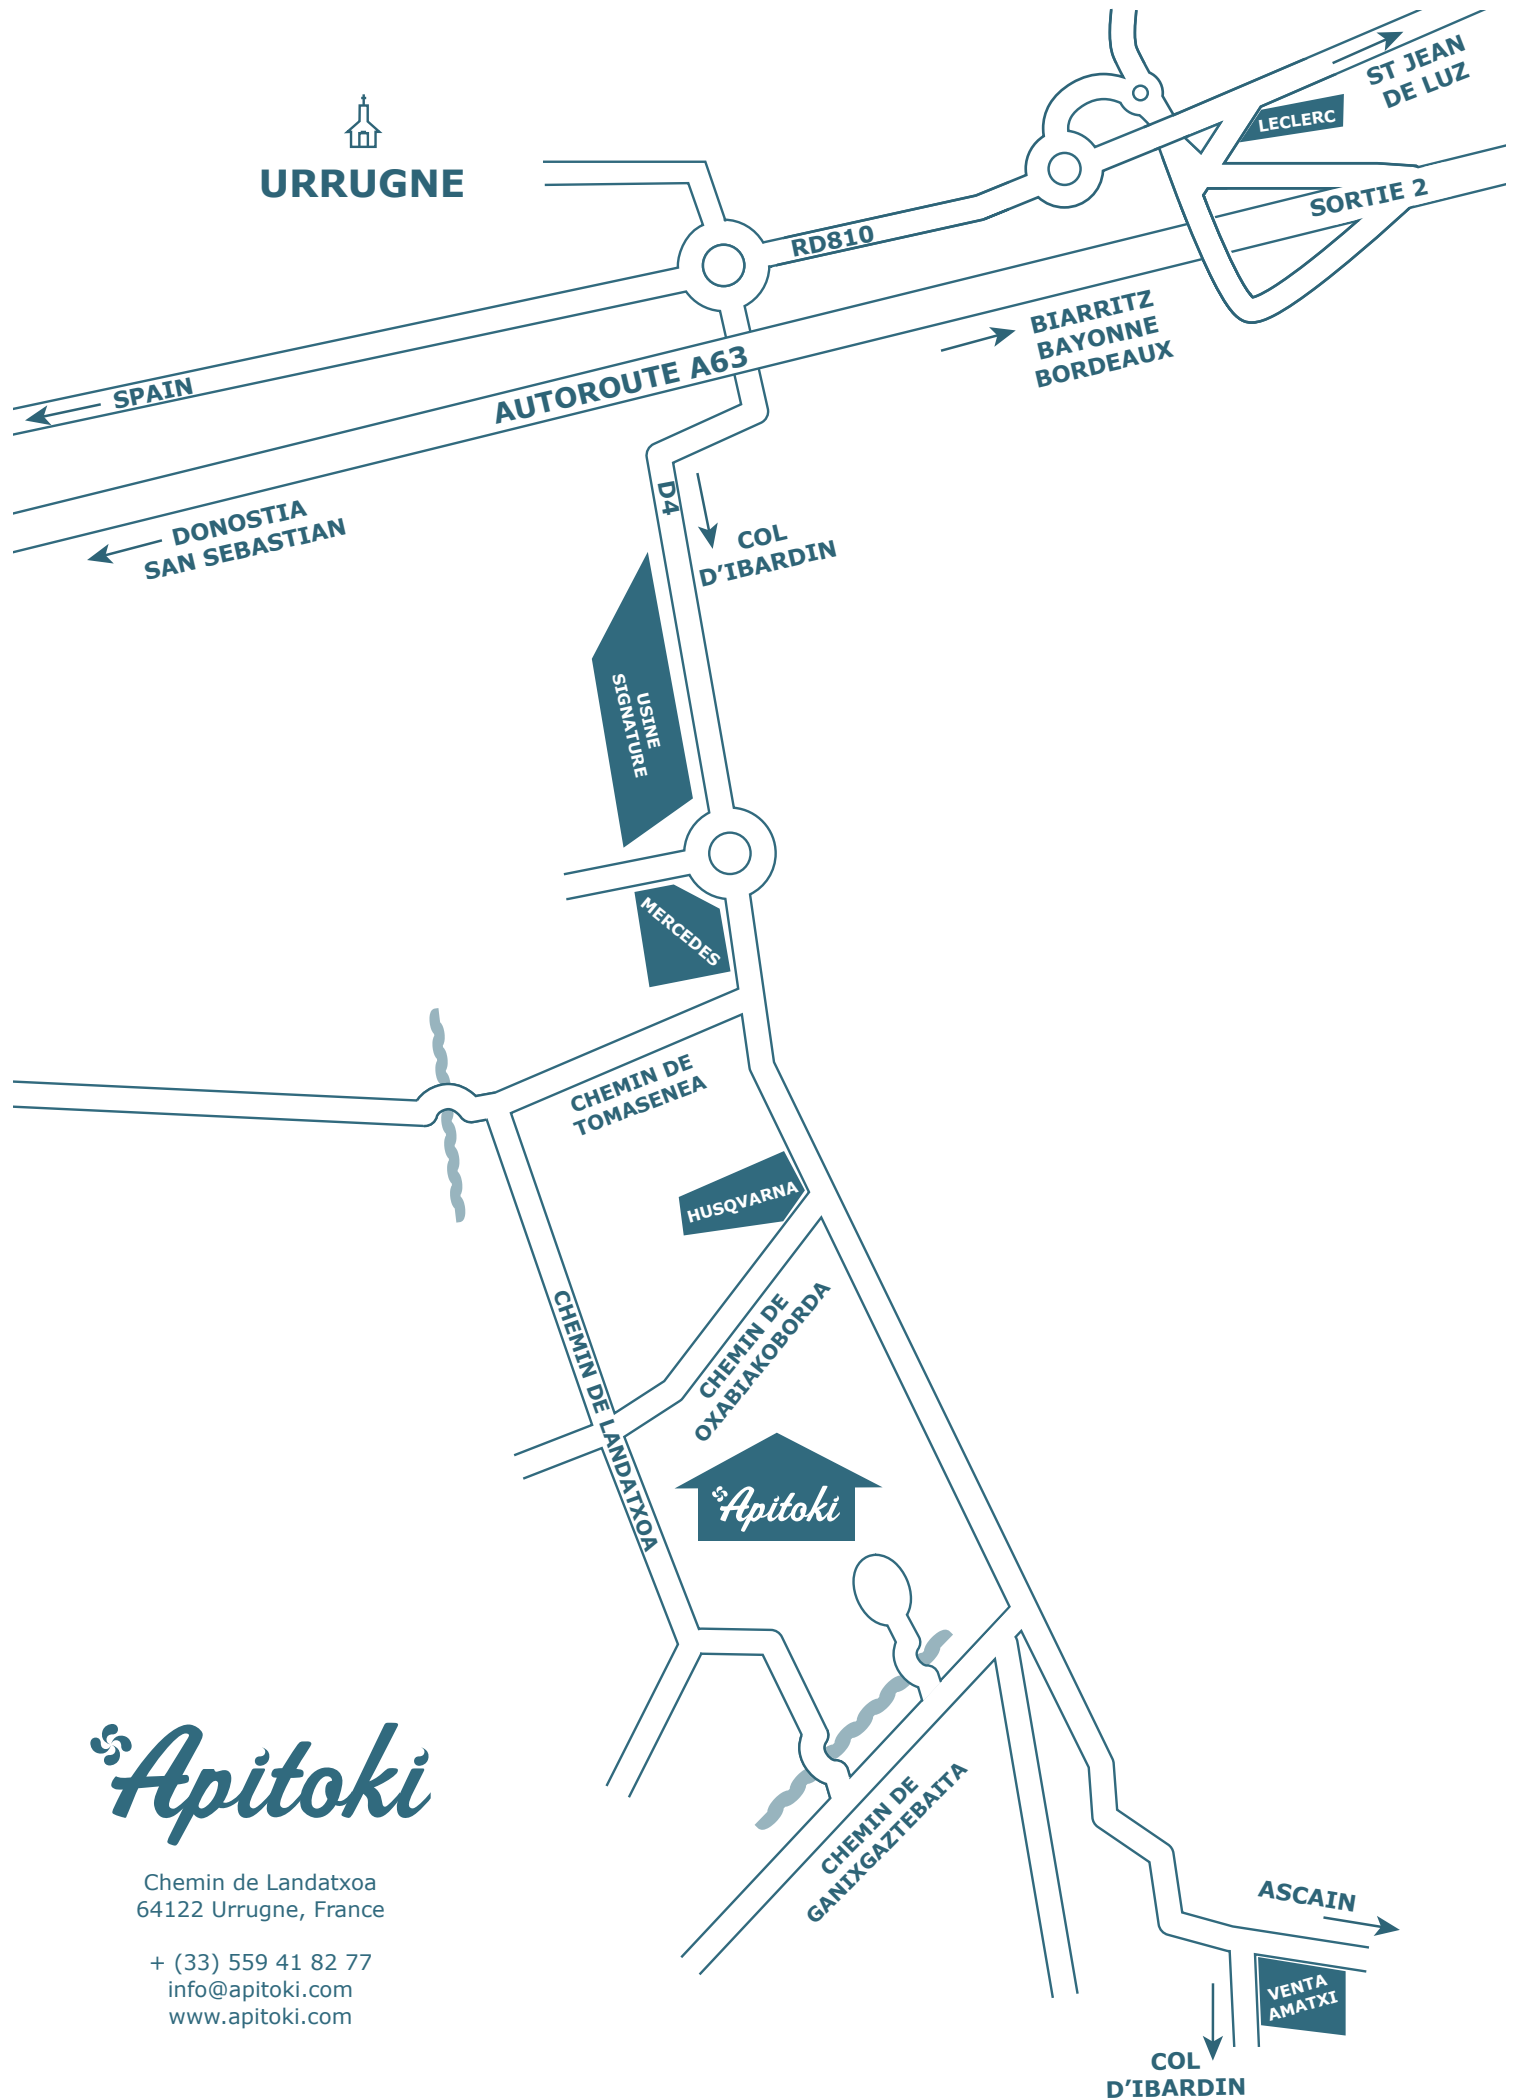 ST JEAN
DE LUZ
LECLERC
URRUGNE
SORTIE 2
RD810
BIARRITZ
BAYONNE
BORDEAUX
AUTOROUTE A63
SPAIN
DONOSTIA
SAN SEBASTIAN
D4
COL
D’IBARDIN
USINE
SIGNATURE
MERCEDES
CHEMIN DE
TOMASENEA
HUSQVARNA
CHEMIN DE
OXABIAKOBORDA
CHEMIN DE LANDATXOA
Apitoki
CHEMIN DE
GANIXGAZTEBAITA
ASCAIN
VENTA
AMATXI
COL
D’IBARDIN
Apitoki
Chemin de Landatxoa
64122 Urrugne, France
+ (33) 559 41 82 77
info@apitoki.com
www.apitoki.com